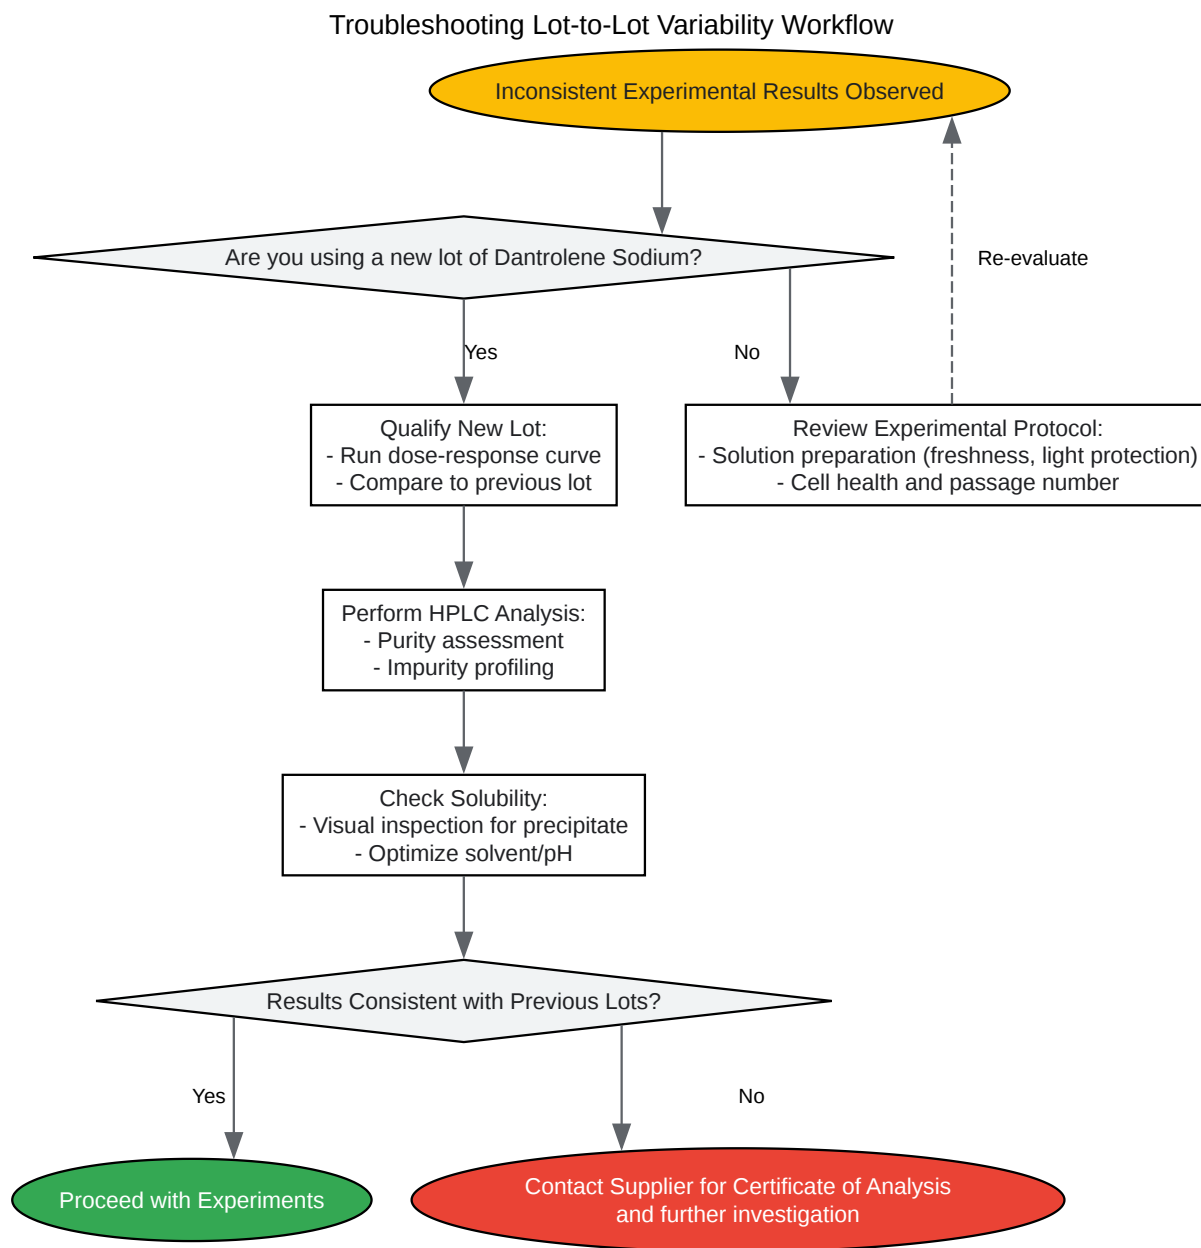 Troubleshooting Lot-to-Lot Variability Workflow
Inconsistent Experimental Results Observed
Are you using a new lot of Dantrolene Sodium?
Re-evaluate
Yes
No
Qualify New Lot:
- Run dose-response curve
- Compare to previous lot
Review Experimental Protocol:
- Solution preparation (freshness, light protection)
- Cell health and passage number
Perform HPLC Analysis:
- Purity assessment
- Impurity profiling
Check Solubility:
- Visual inspection for precipitate
- Optimize solvent/pH
Results Consistent with Previous Lots?
Yes
No
Proceed with Experiments
Contact Supplier for Certificate of Analysis
and further investigation